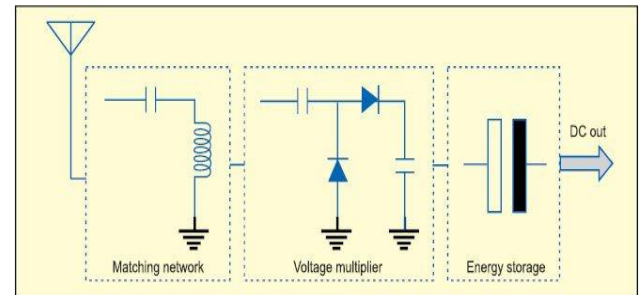 DC out
Matching network
Voltage multiplier
Energy storage